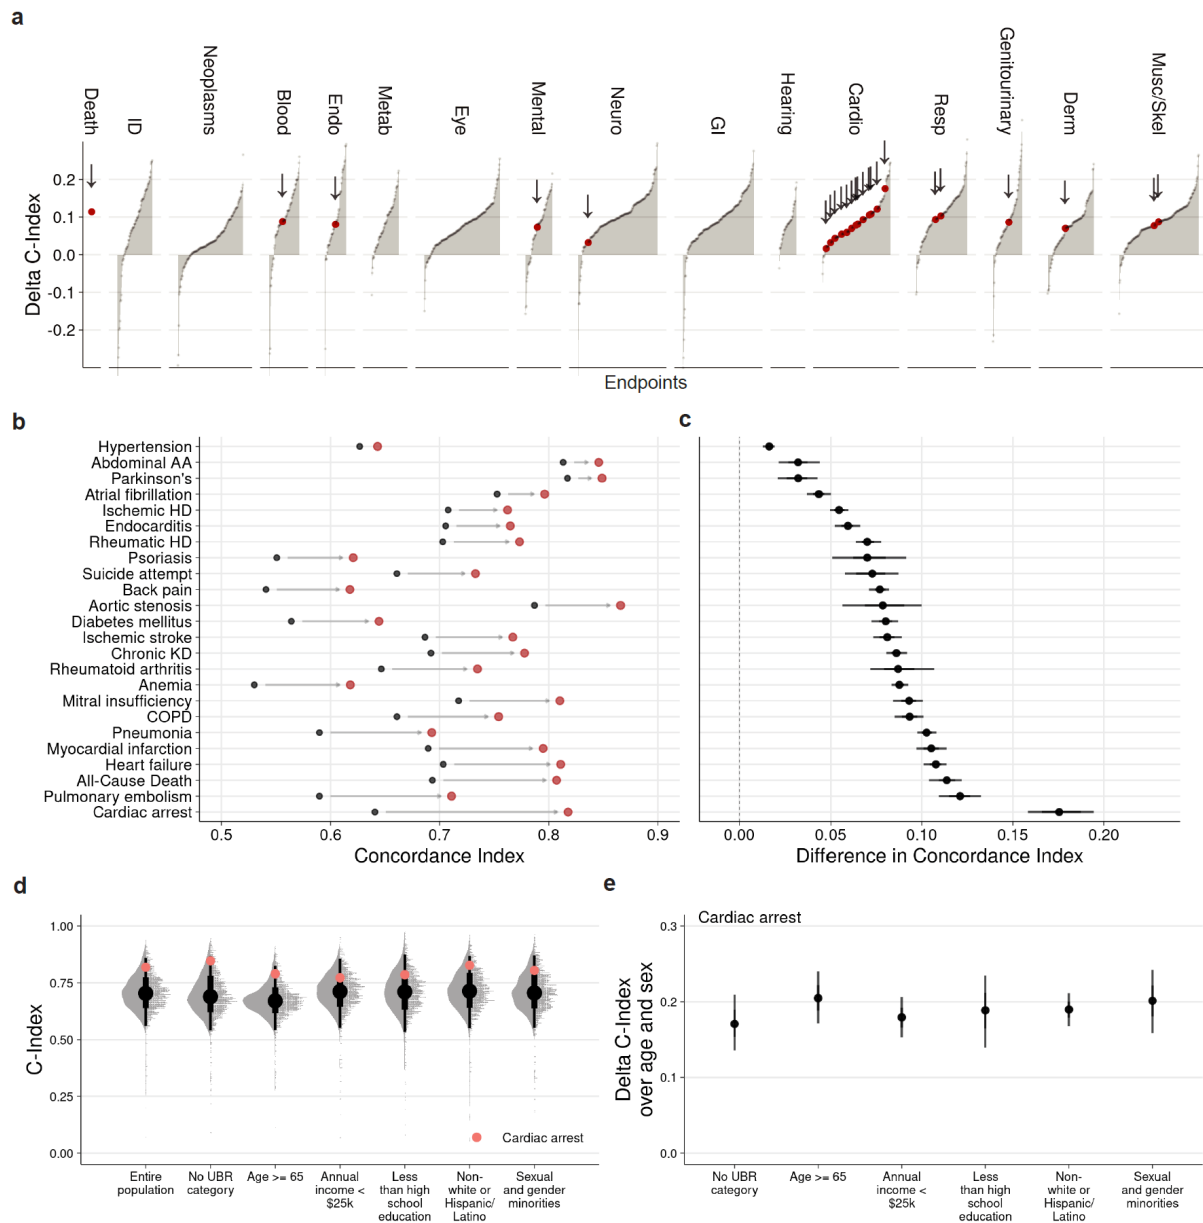 a
Death
ID
Neoplasms
Blood
Endo
Metab
Eye
Mental
Neuro
GI
Hearing
Cardio
Resp
Genitourinary
Derm
Musc/Skel
Delta C-Index
0.2
0.1
0.0
-0.1
-0.2
Endpoints
b
Hypertension
Abdominal AA
Parkinson's
Atrial fibrillation
Ischemic HD
Endocarditis
Rheumatic HD
Psoriasis
Suicide attempt
Back pain
Aortic stenosis
Diabetes mellitus
Ischemic stroke
Chronic KD
Rheumatoid arthritis
Anemia
Mitral insufficiency
COPD
Pneumonia
Myocardial infarction
Heart failure
All-Cause Death
Pulmonary embolism
Cardiac arrest
0.5 0.6 0.7 0.8 0.9
Concordance Index
c
0.00 0.05 0.10 0.15 0.20
Difference in Concordance Index
d
C-Index
1.00
0.75
0.50
0.25
0.00
Cardiac arrest
Entire
population
No UBR
category
Age >= 65
Annual
income <
$25k
Less
than high
school
education
Non-
white or
Hispanic/
Latino
Sexual
and gender
minorities
e
Cardiac arrest
Delta C-Index
over age and sex
0.3
0.2
0.1
0.0
No UBR
category
Age >= 65
Annual
income <
$25k
Less
than high
school
education
Non-
white or
Hispanic/
Latino
Sexual
and gender
minorities